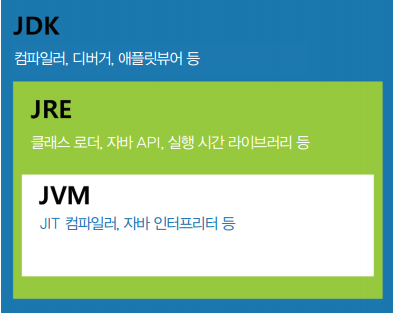 JDK
컴파일러, 디버거, 애플릿뷰어 등
JRE
클래스 로더, 자바 API, 실행 시간 라이브러리 등
JVM
JIT 컴파일러, 자바 인터프리터 등